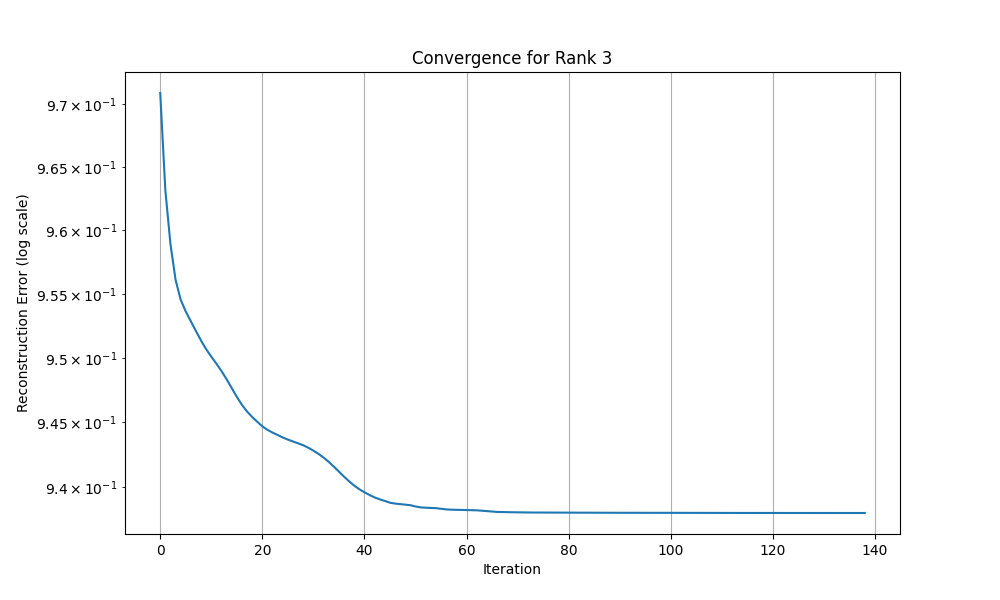 Convergence for Rank 3
Reconstruction Error (log scale)
9.7 × 10⁻¹
9.65 × 10⁻¹
9.6 × 10⁻¹
9.55 × 10⁻¹
9.5 × 10⁻¹
9.45 × 10⁻¹
9.4 × 10⁻¹
0 20 40 60 80 100 120 140
Iteration